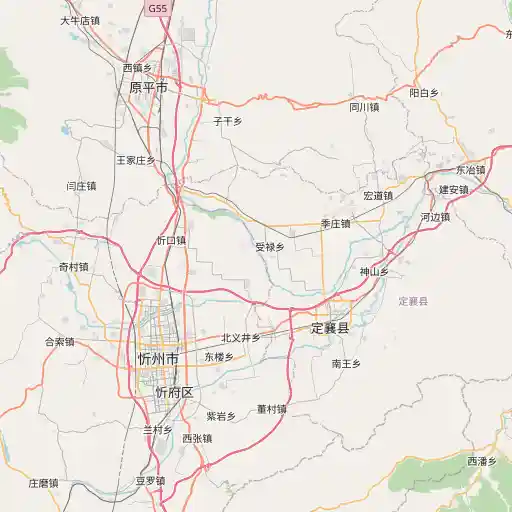 G55
大牛店镇
西镇乡
原平市
阳白乡
同川镇
子干乡
王家庄乡
东冶镇
闫庄镇
宏道镇
建安镇
河边镇
季庄镇
忻口镇
受禄乡
奇村镇
神山乡
定襄县
定襄县
北义井乡
合索镇
忻州市
东楼乡
南王乡
忻府区
紫岩乡
董村镇
兰村乡
西张镇
西潘乡
庄磨镇
豆罗镇